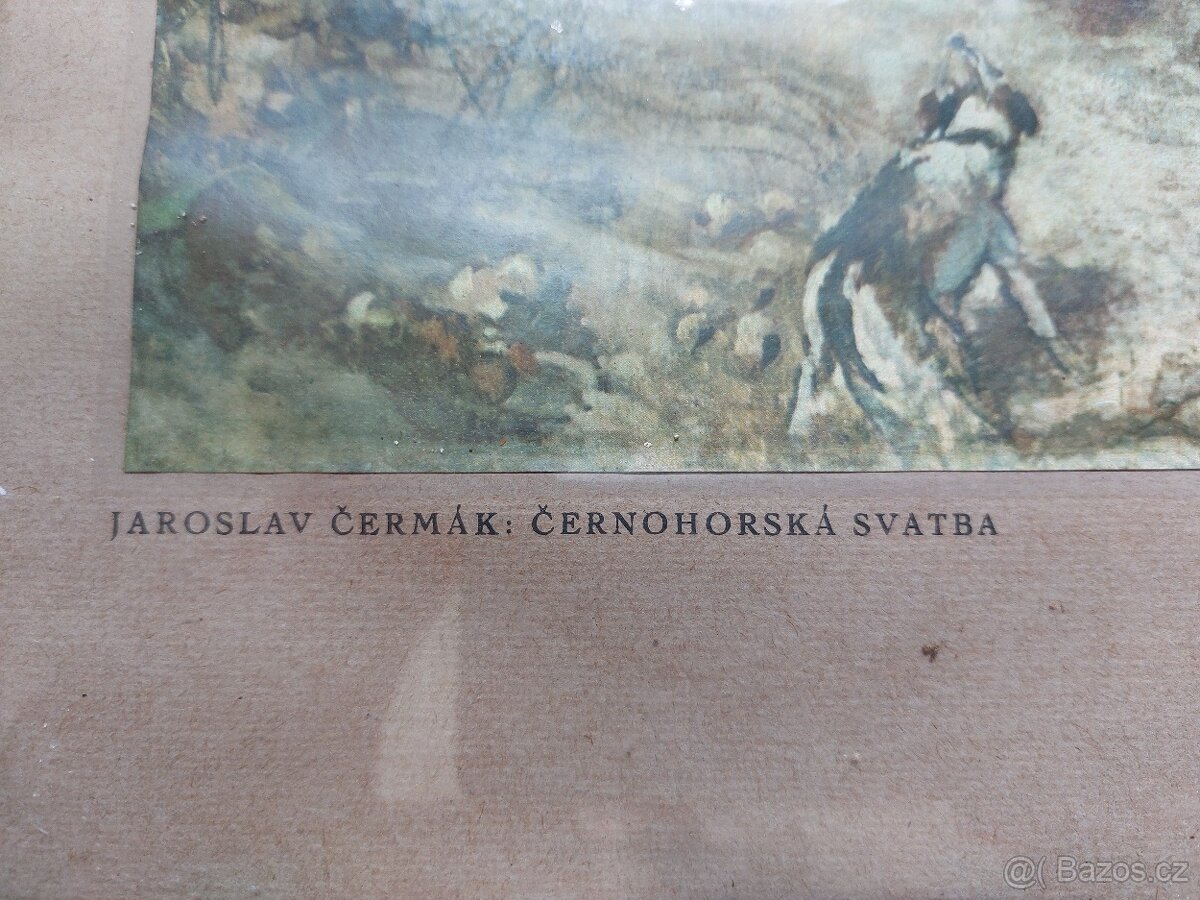 JAROSLAV ČERMÁK: ČERNOHORSKÁ SVATBA
@( Bazos.cz